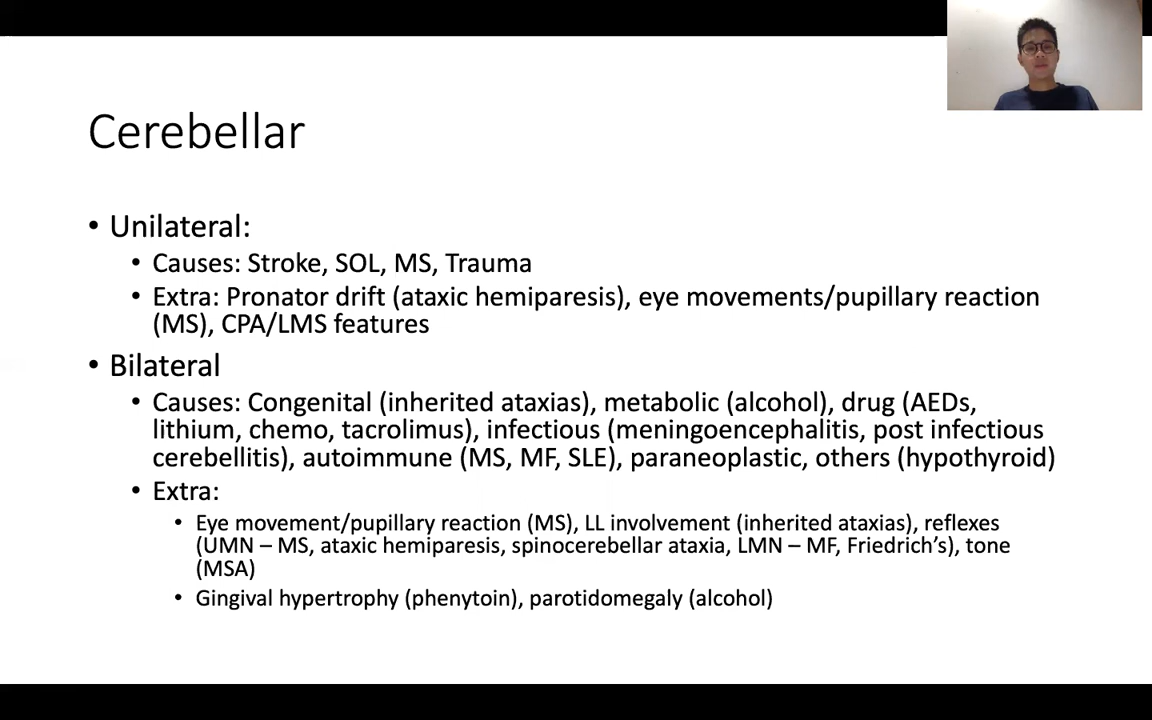 Cerebellar
• Unilateral:
• Causes: Stroke, SOL, MS, Trauma
• Extra: Pronator drift (ataxic hemiparesis), eye movements/pupillary reaction
(MS), CPA/LMS features
• Bilateral
• Causes: Congenital (inherited ataxias), metabolic (alcohol), drug (AEDs,
lithium, chemo, tacrolimus), infectious (meningoencephalitis, post infectious
cerebellitis), autoimmune (MS, MF, SLE), paraneoplastic, others (hypothyroid)
• Extra:
• Eye movement/pupillary reaction (MS), LL involvement (inherited ataxias), reflexes
(UMN – MS, ataxic hemiparesis, spinocerebellar ataxia, LMN – MF, Friedrich’s), tone
(MSA)
• Gingival hypertrophy (phenytoin), parotidomegaly (alcohol)